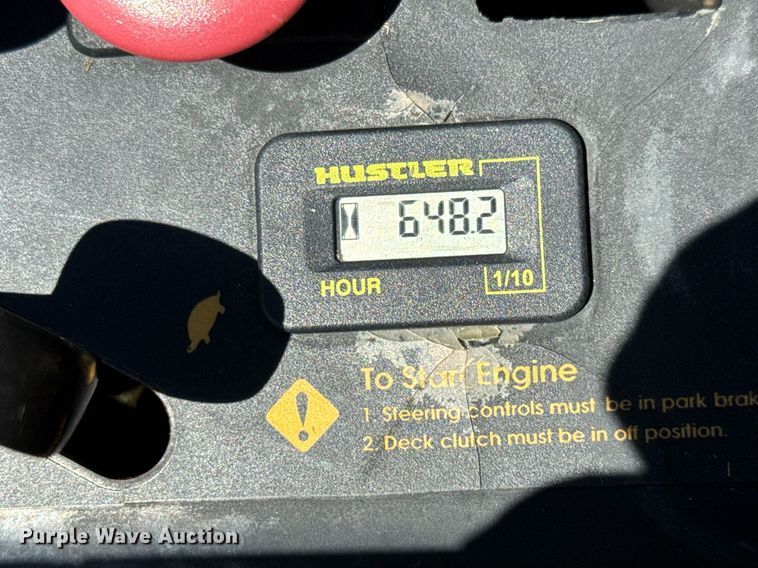 HUSTLER
648.2
HOUR
1/10
To Start Engine
1. Steering controls must be in park brak
2. Deck clutch must be in off position.
Purple Wave Auction